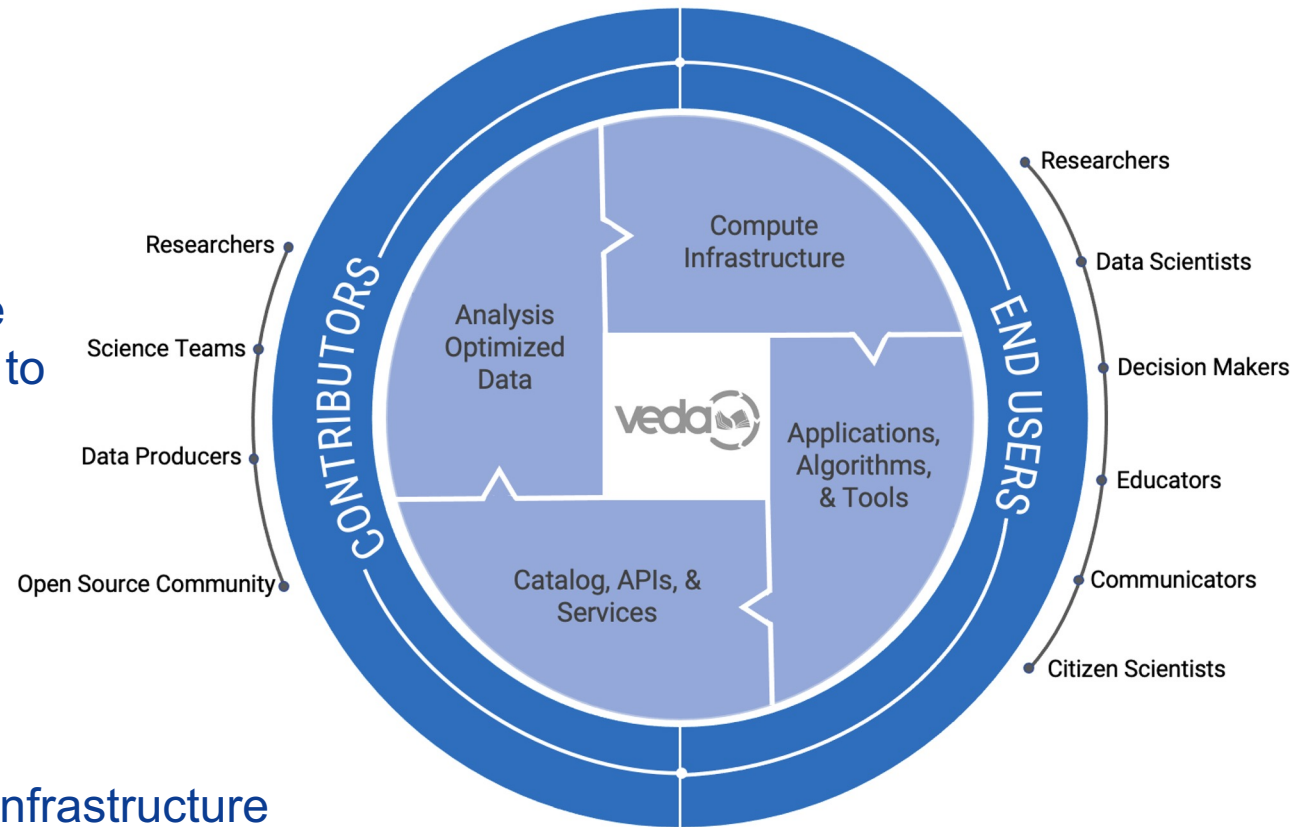 Researchers
Science Teams
Data Producers
Open Source Community
e
to
nfrastructure
CONTRIBUTORS
Compute
Infrastructure
Analysis
Optimized
Data
veda
Applications,
Algorithms,
& Tools
Catalog, APIs, &
Services
END USERS
Researchers
Data Scientists
Decision Makers
Educators
Communicators
Citizen Scientists